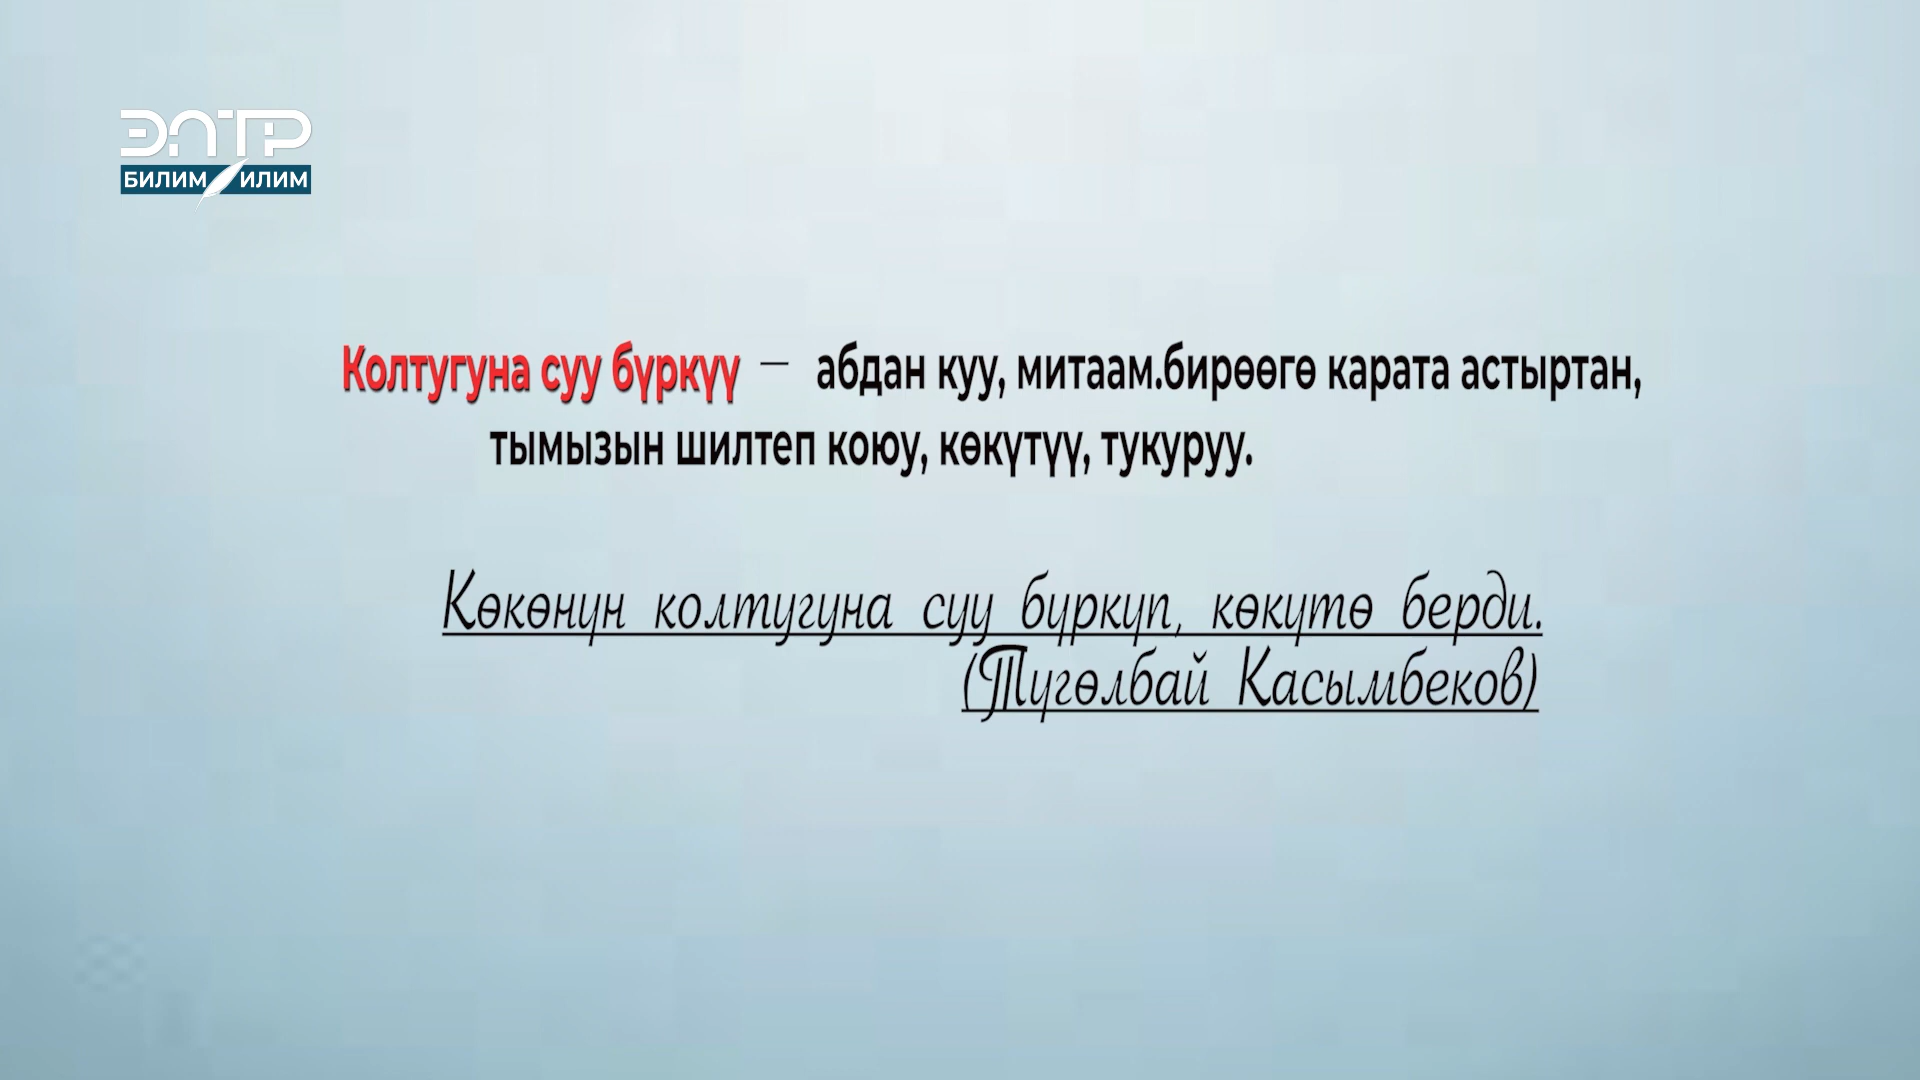 ЭЛТР
БИЛИМ ИЛИМ
Колтугуна суу бүркүү – абдан куу, митаам.бирөөгө карата астыртан,
тымызын шилтеп коюу, көкүтүү, тукуруу.
Көкөнүн колтугуна суу бүркүп, көкүтө берди.
(Түгөлбай Касымбеков)